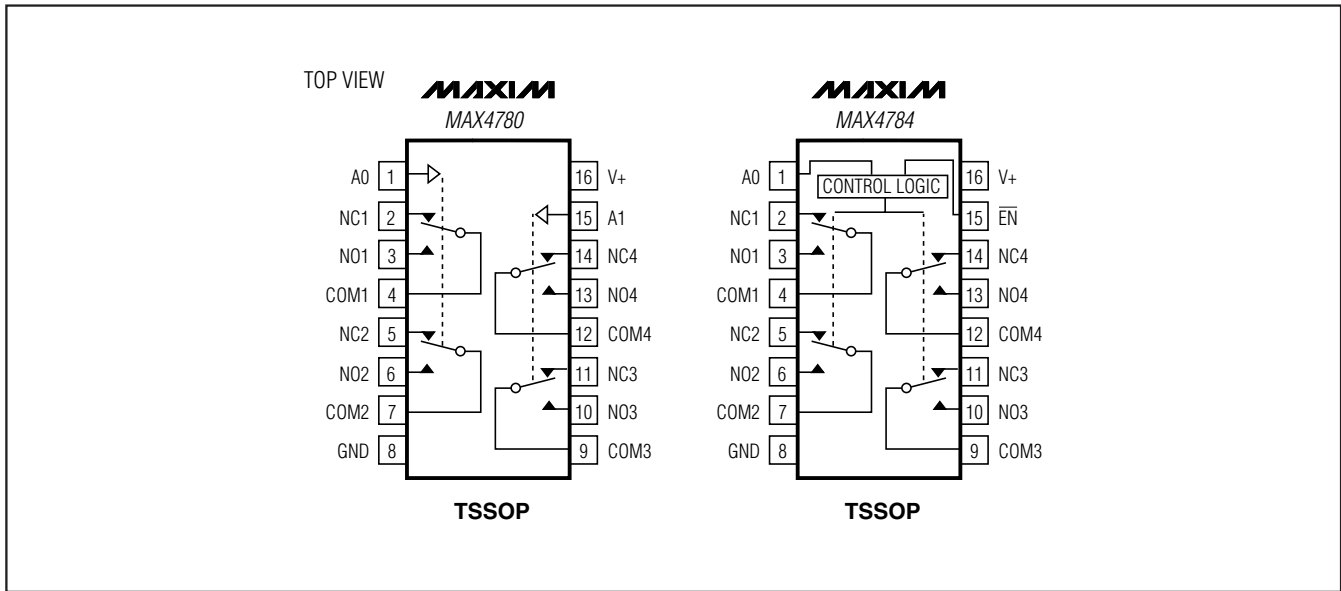 TOP VIEW
MAXIM
MAX4780
A0 1
NC1 2
NO1 3
COM1 4
NC2 5
NO2 6
COM2 7
GND 8
16 V+
15 A1
14 NC4
13 NO4
12 COM4
11 NC3
10 NO3
9 COM3
TSSOP
MAXIM
MAX4784
CONTROL LOGIC
A0 1
NC1 2
NO1 3
COM1 4
NC2 5
NO2 6
COM2 7
GND 8
16 V+
15 E̅N̅
14 NC4
13 NO4
12 COM4
11 NC3
10 NO3
9 COM3
TSSOP